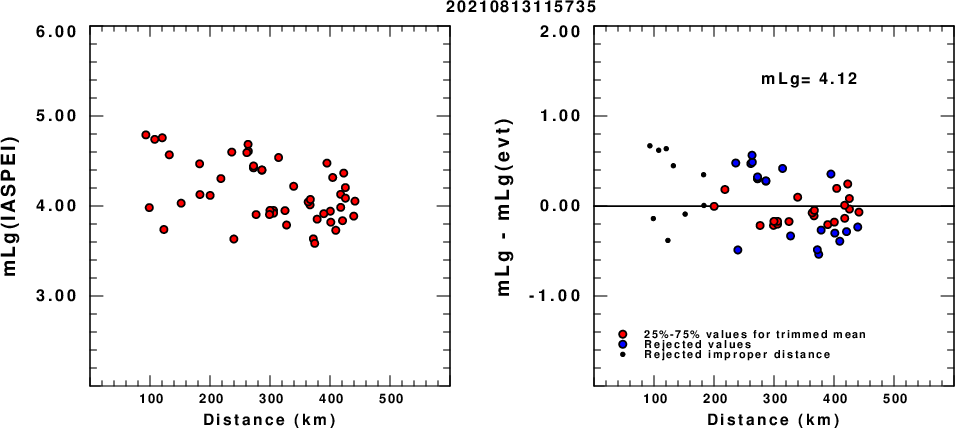 20210813115735
6.00
5.00
4.00
3.00
mLg(IASPEI)
100 200 300 400 500
Distance (km)
2.00
1.00
0.00
-1.00
mLg - mLg(evt)
mLg= 4.12
25%-75% values for trimmed mean
Rejected values
Rejected improper distance
100 200 300 400 500
Distance (km)